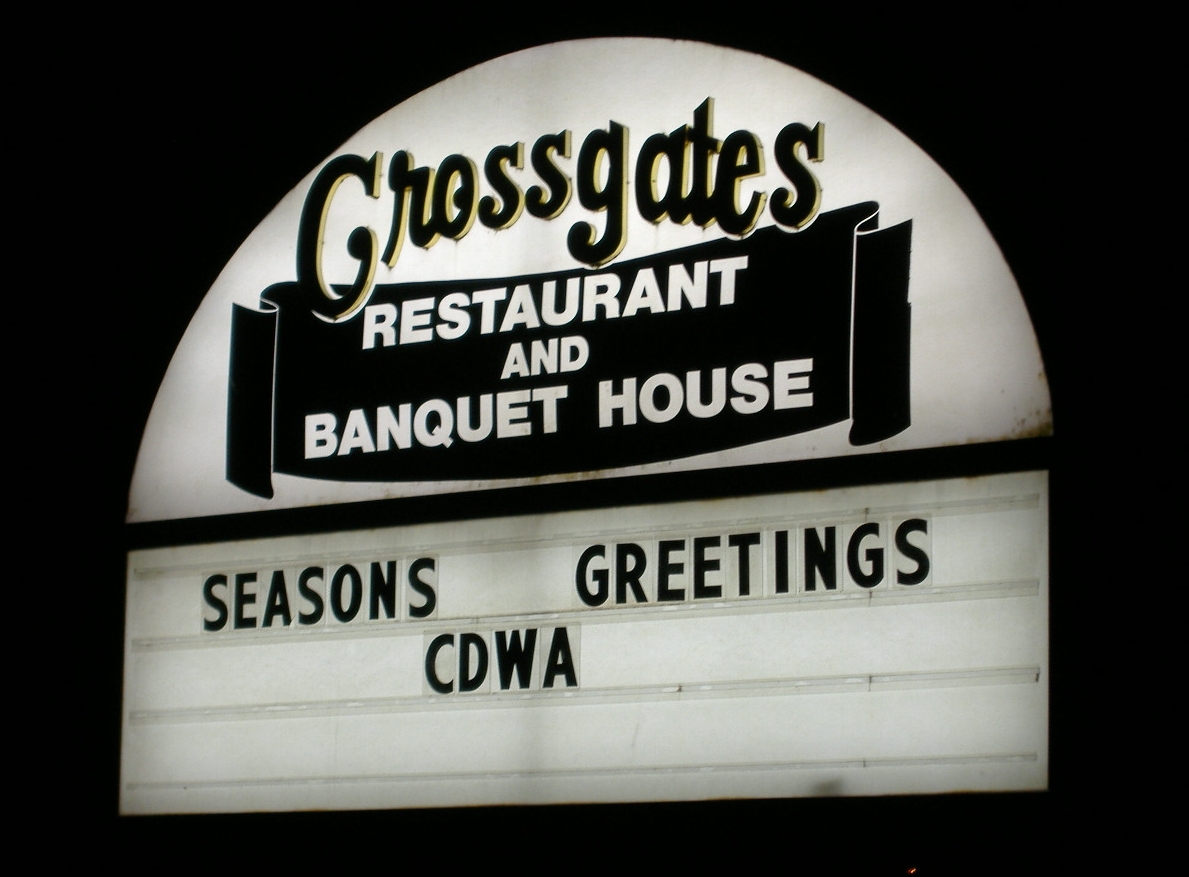 Crossgates
RESTAURANT
AND
BANQUET HOUSE
SEASONS GREETINGS
CDWA